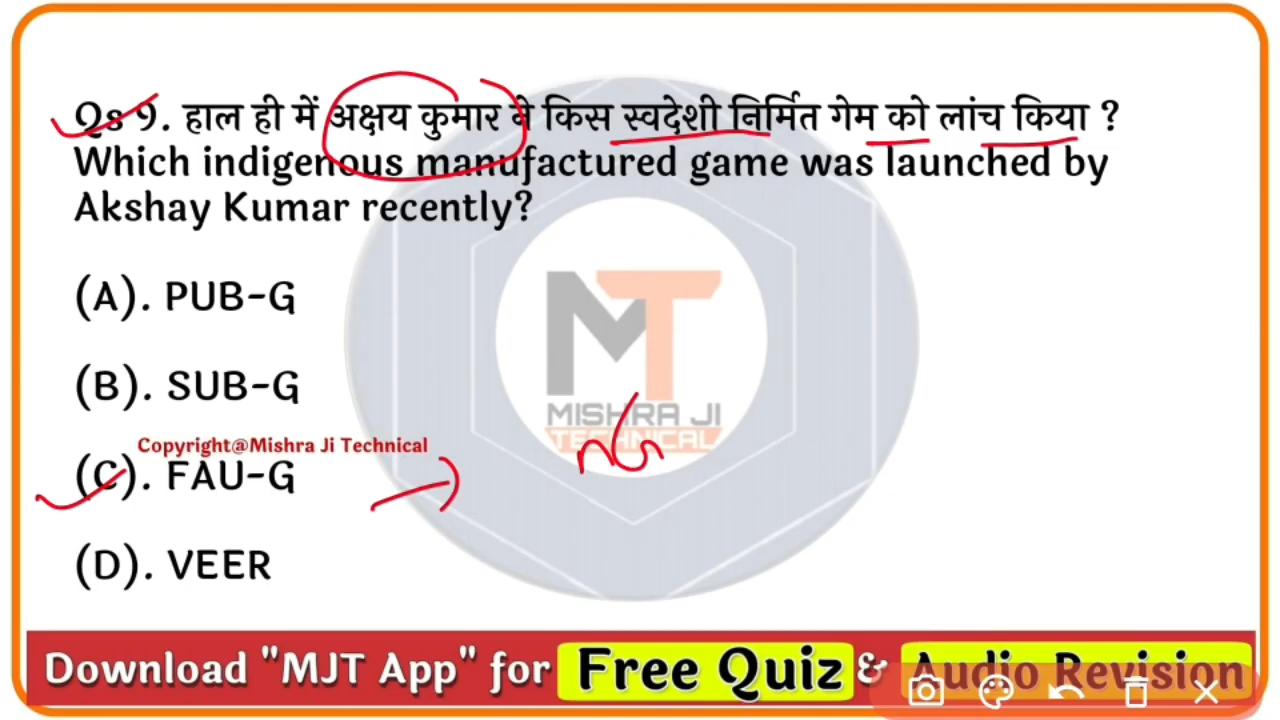 Qs 9. हाल ही में अक्षय कुमार ने किस स्वदेशी निर्मित गेम को लांच किया ?
Which indigenous manufactured game was launched by
Akshay Kumar recently?
(A). PUB-G
(B). SUB-G
MISHRA JI
TECHNICAL
Copyright@Mishra Ji Technical
(C). FAU-G
(D). VEER
Download "MJT App" for Free Quiz & Audio Revision